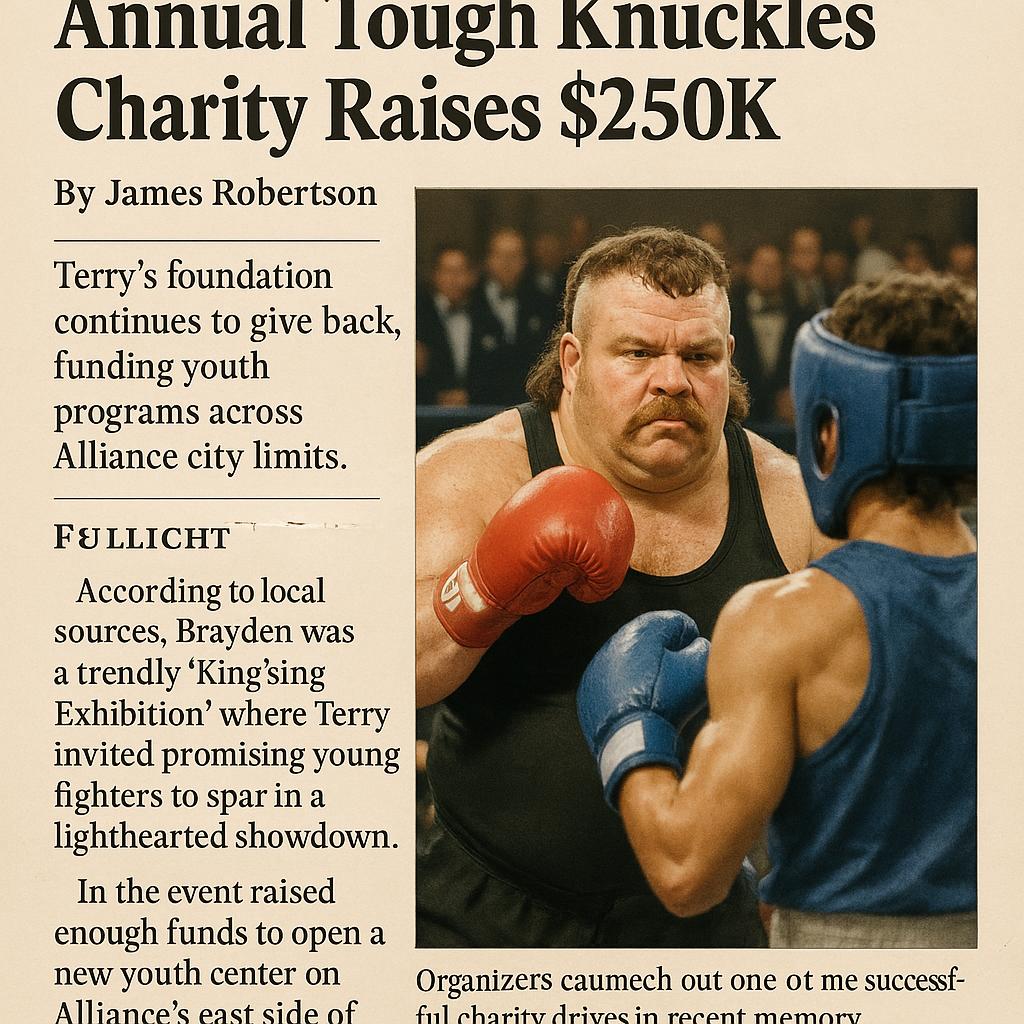 Annual Tough Knuckles
Charity Raises $250K
By James Robertson
Terry's foundation
continues to give back,
funding youth
programs across
Alliance city limits.
F&LLICHT
According to local
sources, Brayden was
a trendly ‘King’sing
Exhibition’ where Terry
invited promising young
fighters to spar in a
lighthearted showdown.
In the event raised
enough funds to open a
new youth center on
Alliance's east side of
Organizers caumech out one ot me successf-
ful charity drives in recent memory